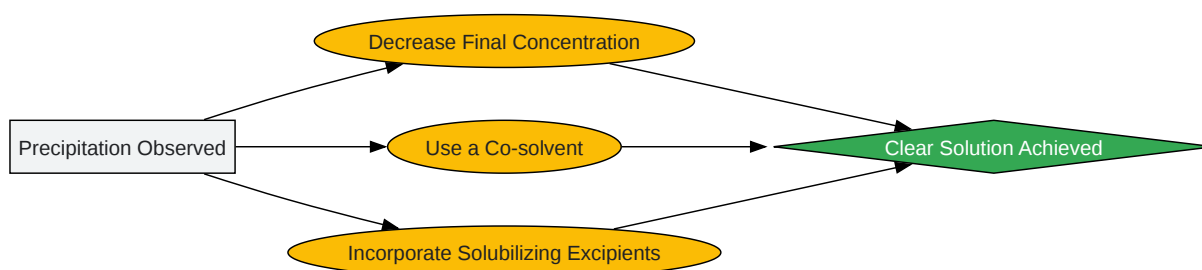 Decrease Final Concentration
Precipitation Observed
Use a Co-solvent
Clear Solution Achieved
Incorporate Solubilizing Excipients